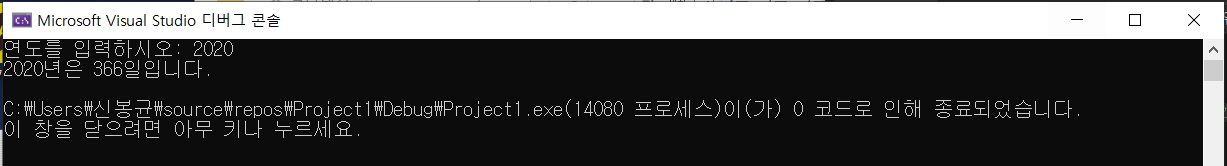 Microsoft Visual Studio 디버그 콘솔
연도를 입력하시오: 2020
2020년은 366일입니다.
C:₩Users₩신봉균₩source₩repos₩Project1₩Debug₩Project1.exe(14080 프로세스)이(가) 0 코드로 인해 종료되었습니다.
이 창을 닫으려면 아무 키나 누르세요.